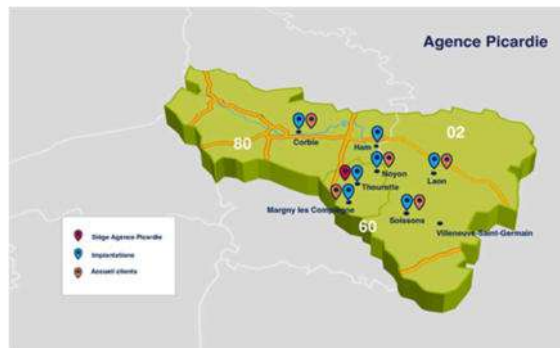 Agence Picardie
02
80
Corbie
Ham
Noyon
Laon
Thourotte
Margny les Compiègne
Soissons
60
Villeneuve-Saint-Germain
Siège Agence Picardie
Implantations
Accueil clients